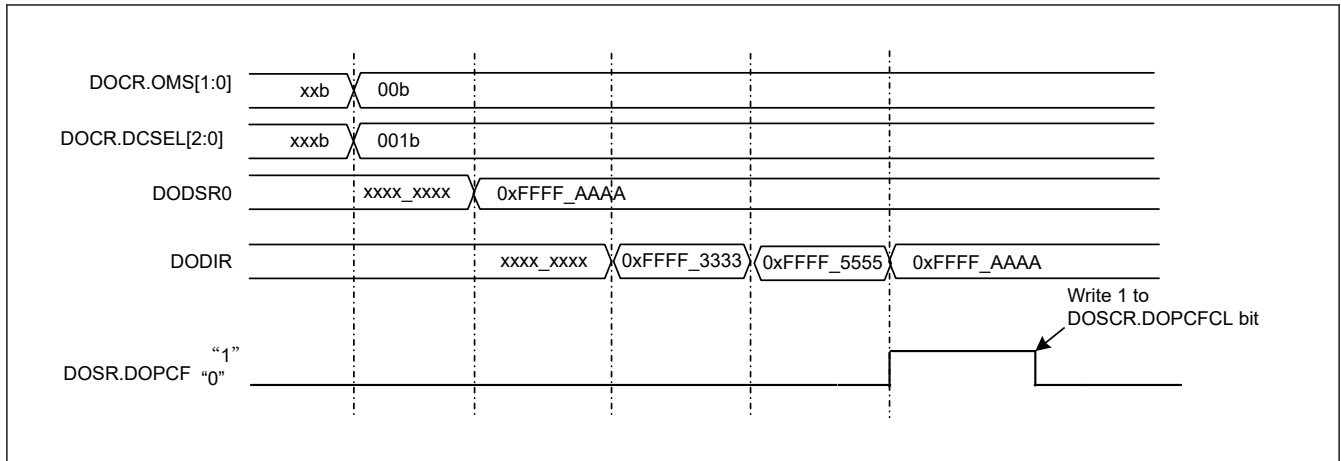 DOCR.OMS[1:0] xxb 00b
DOCR.DCSEL[2:0] xxxb 001b
DODSR0 xxxx_xxxx 0xFFFF_AAAA
DODIR xxxx_xxxx 0xFFFF_3333 0xFFFF_5555 0xFFFF_AAAA
Write 1 to
DOSCR.DOPCFCL bit
“1”
DOSR.DOPCF “0”